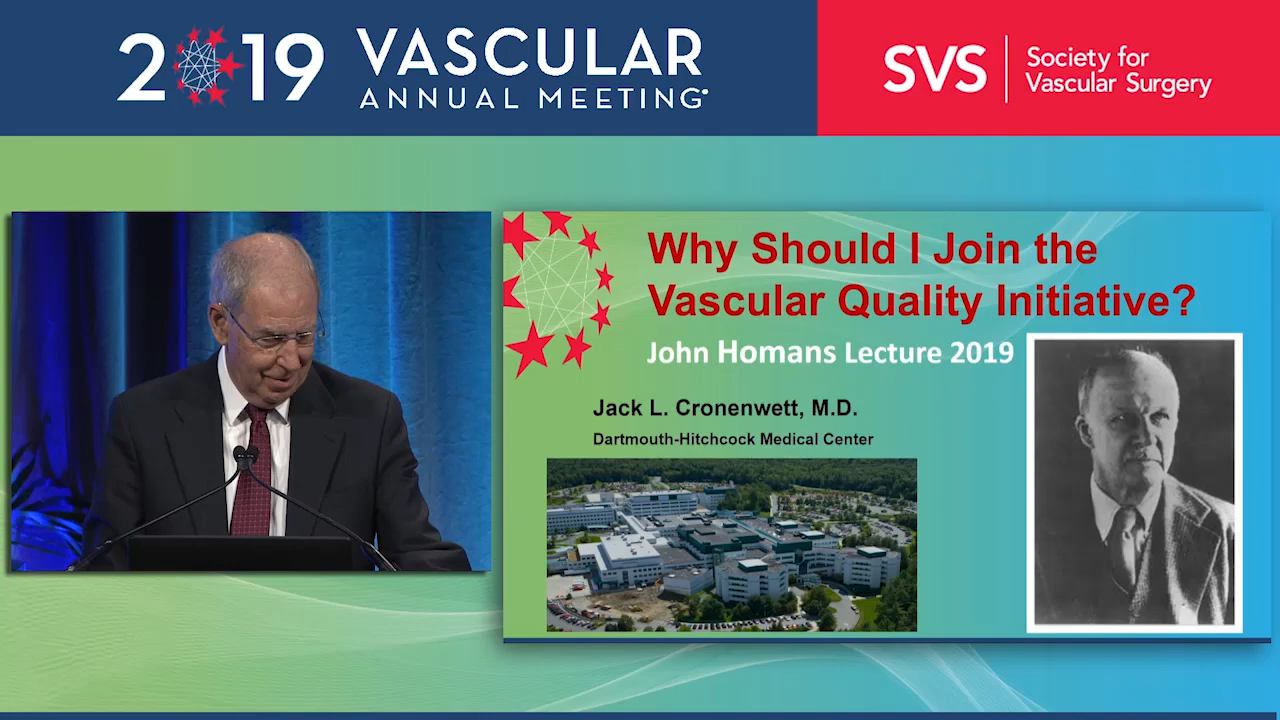 2019 VASCULAR
ANNUAL MEETING
SVS
Society for
Vascular Surgery
Why Should I Join the
Vascular Quality Initiative?
John Homans Lecture 2019
Jack L. Cronenwett, M.D.
Dartmouth-Hitchcock Medical Center